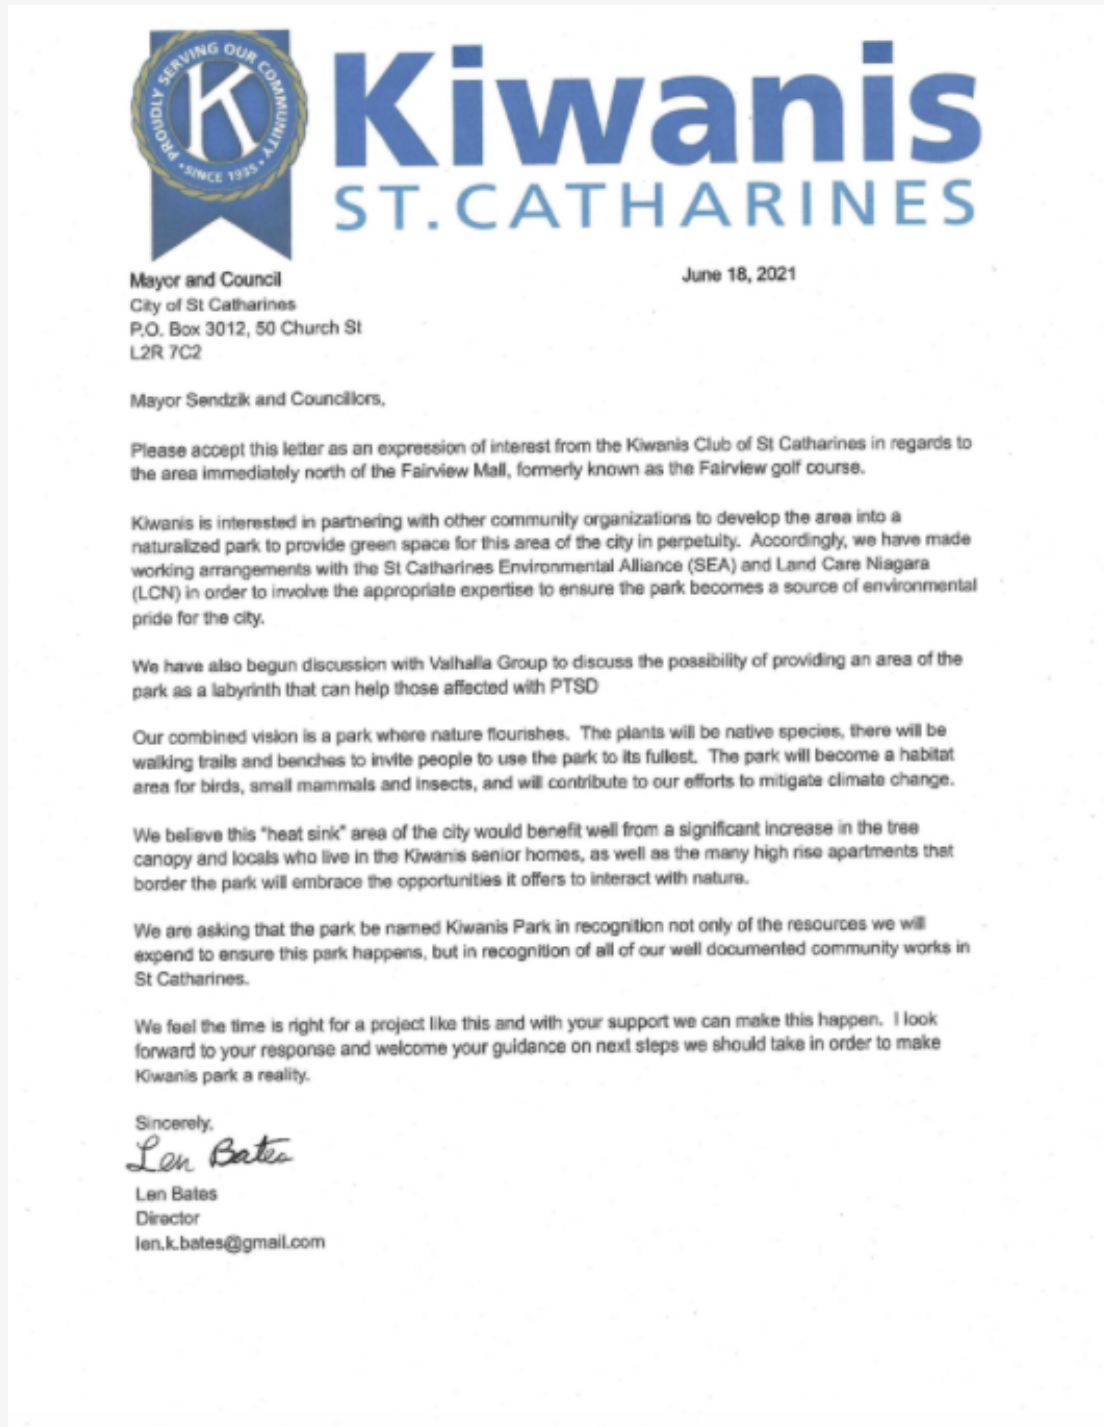 PROUDLY SERVING OUR COMMUNITY
K
• SINCE 1935 •
Kiwanis
ST. CATHARINES
Mayor and Council
June 18, 2021
City of St Catharines
P.O. Box 3012, 50 Church St
L2R 7C2
Mayor Sendzik and Councillors,
Please accept this letter as an expression of interest from the Kiwanis Club of St Catharines in regards to
the area immediately north of the Fairview Mall, formerly known as the Fairview golf course.
Kiwanis is interested in partnering with other community organizations to develop the area into a
naturalized park to provide green space for this area of the city in perpetuity. Accordingly, we have made
working arrangements with the St Catharines Environmental Alliance (SEA) and Land Care Niagara
(LCN) in order to involve the appropriate expertise to ensure the park becomes a source of environmental
pride for the city.
We have also begun discussion with Valhalla Group to discuss the possibility of providing an area of the
park as a labyrinth that can help those affected with PTSD
Our combined vision is a park where nature flourishes. The plants will be native species, there will be
walking trails and benches to invite people to use the park to its fullest. The park will become a habitat
area for birds, small mammals and insects, and will contribute to our efforts to mitigate climate change.
We believe this "heat sink" area of the city would benefit well from a significant increase in the tree
canopy and locals who live in the Kiwanis senior homes, as well as the many high rise apartments that
border the park will embrace the opportunities it offers to interact with nature.
We are asking that the park be named Kiwanis Park in recognition not only of the resources we will
expend to ensure this park happens, but in recognition of all of our well documented community works in
St Catharines.
We feel the time is right for a project like this and with your support we can make this happen. I look
forward to your response and welcome your guidance on next steps we should take in order to make
Kiwanis park a reality.
Sincerely,
Len Bates
Len Bates
Director
len.k.bates@gmail.com